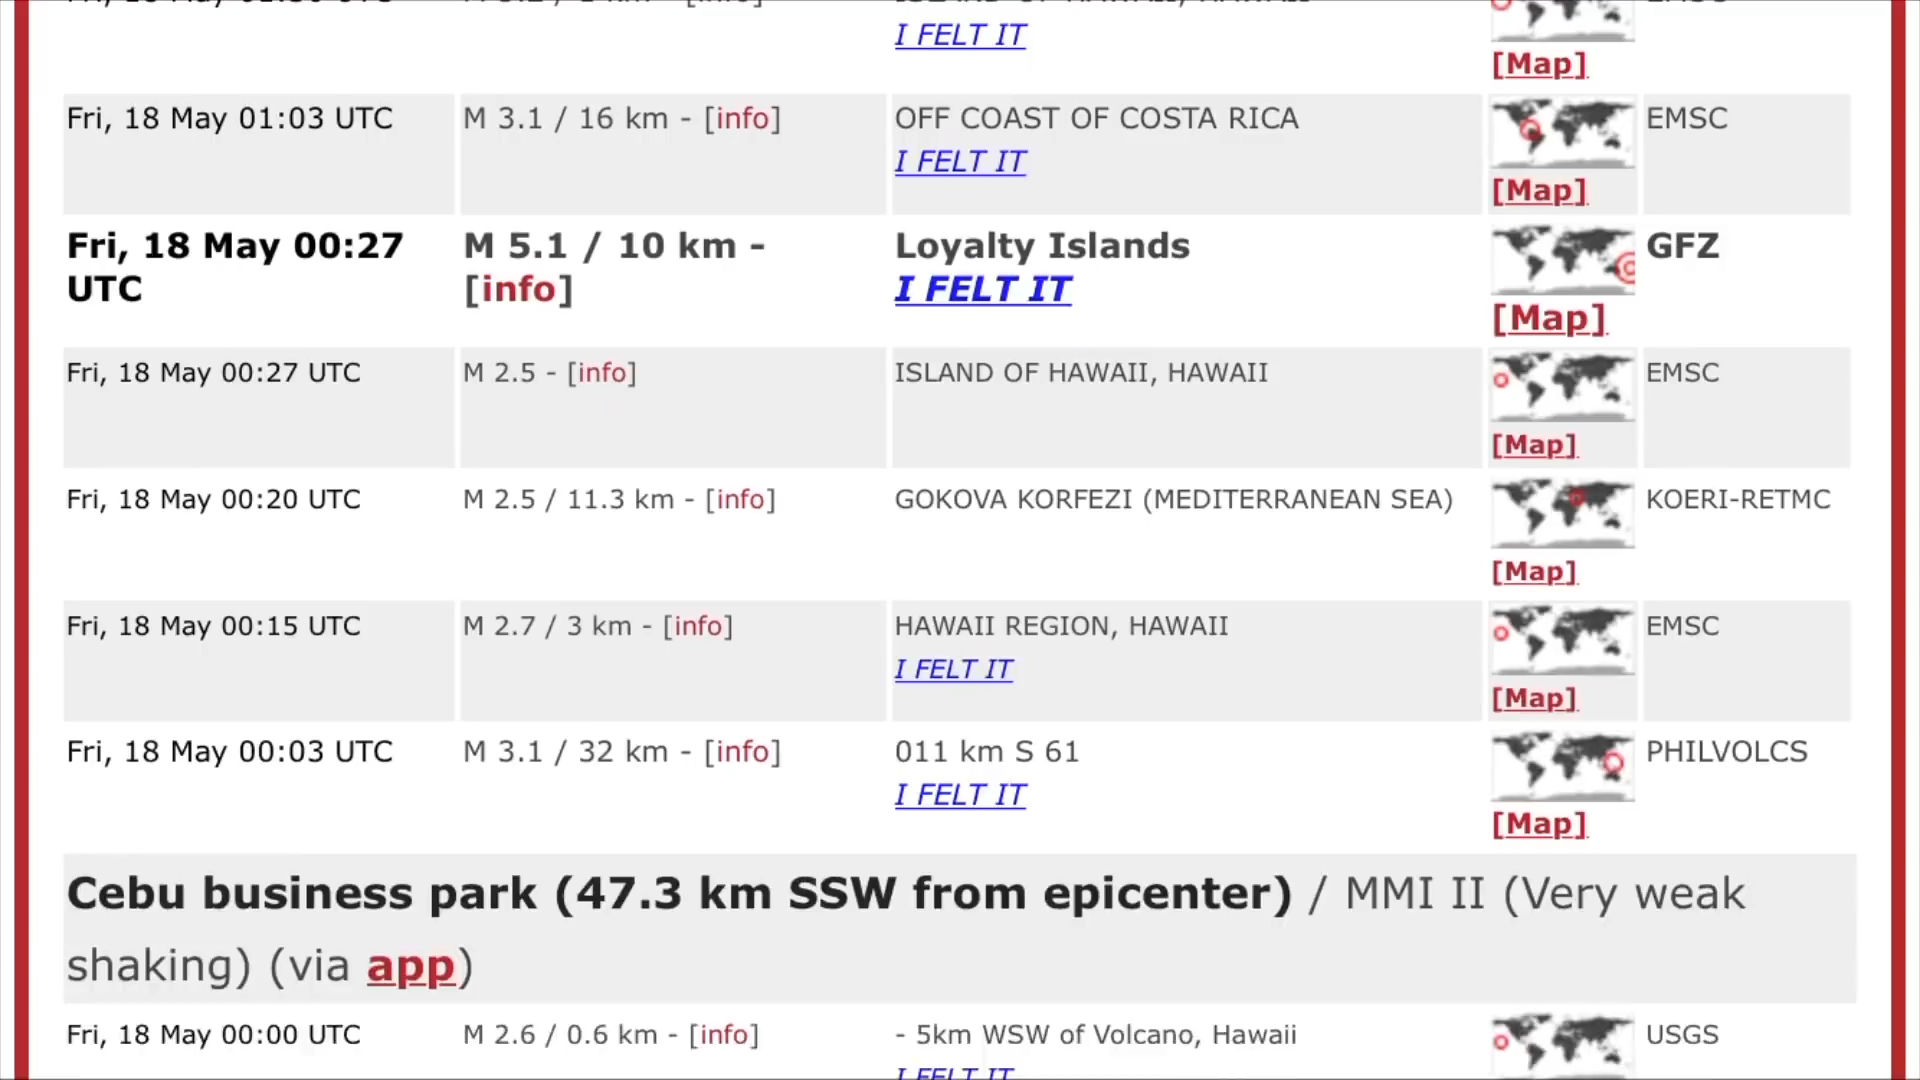 I FELT IT
[Map]
Fri, 18 May 01:03 UTC M 3.1 / 16 km - [info] OFF COAST OF COSTA RICA EMSC
I FELT IT
[Map]
Fri, 18 May 00:27 M 5.1 / 10 km - Loyalty Islands GFZ
UTC [info] I FELT IT
[Map]
Fri, 18 May 00:27 UTC M 2.5 - [info] ISLAND OF HAWAII, HAWAII EMSC
[Map]
Fri, 18 May 00:20 UTC M 2.5 / 11.3 km - [info] GOKOVA KORFEZI (MEDITERRANEAN SEA) KOERI-RETMC
[Map]
Fri, 18 May 00:15 UTC M 2.7 / 3 km - [info] HAWAII REGION, HAWAII EMSC
I FELT IT
[Map]
Fri, 18 May 00:03 UTC M 3.1 / 32 km - [info] 011 km S 61 PHILVOLCS
I FELT IT
[Map]
Cebu business park (47.3 km SSW from epicenter) / MMI II (Very weak
shaking) (via app)
Fri, 18 May 00:00 UTC M 2.6 / 0.6 km - [info] - 5km WSW of Volcano, Hawaii USGS
I FELT IT